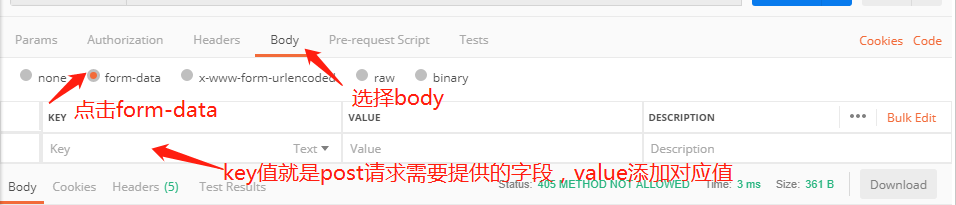 Params Authorization Headers Body Pre-request Script Tests Cookies Code
none form-data x-www-form-urlencoded raw binary
点击form-data
选择body
KEY VALUE DESCRIPTION ••• Bulk Edit
Key Text Value Description
key值就是post请求需要提供的字段，value添加对应值
Body Cookies Headers (5) Test Results Status: 405 METHOD NOT ALLOWED Time: 3 ms Size: 361 B Download